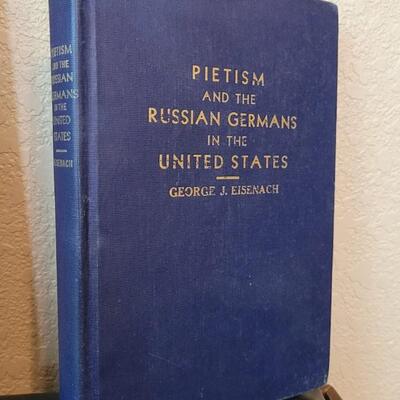 PIETISM
AND THE
RUSSIAN GERMANS
IN THE
UNITED STATES
GEORGE J. EISENACH
PIETISM
AND THE
RUSSIAN
GERMANS
IN THE
UNITED
STATES
EISENACH